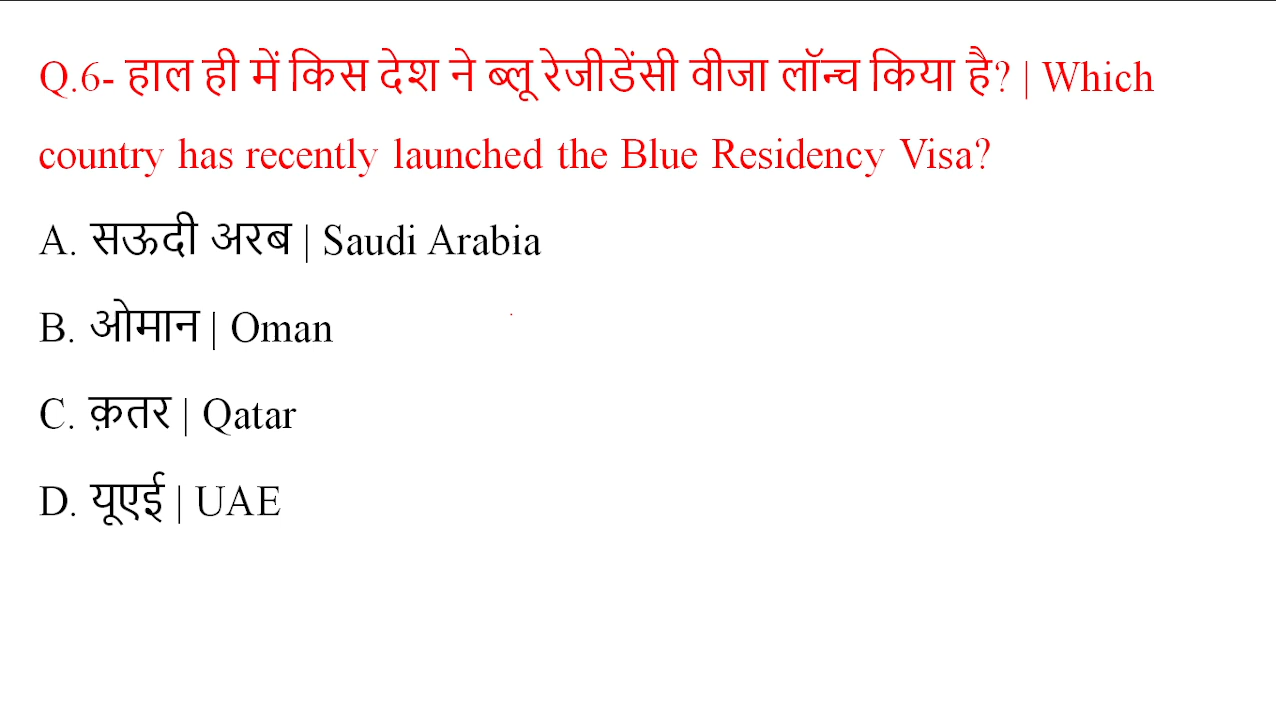 Q.6- हाल ही में किस देश ने ब्लू रेजीडेंसी वीजा लॉन्च किया है? | Which
country has recently launched the Blue Residency Visa?
A. सऊदी अरब | Saudi Arabia
B. ओमान | Oman
C. क़तर | Qatar
D. यूएई | UAE